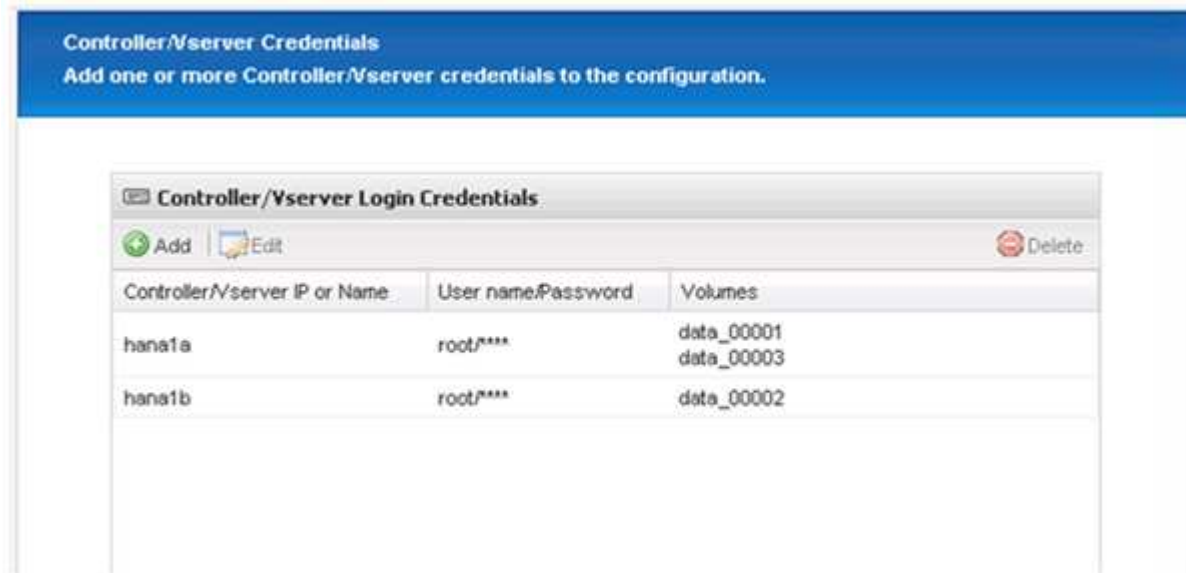 Controller/Vserver Credentials
Add one or more Controller/Vserver credentials to the configuration.
Controller/Vserver Login Credentials
Add Edit Delete
Controller/Vserver IP or Name User name/Password Volumes
hana1a root/**** data_00001
data_00003
hana1b root/**** data_00002